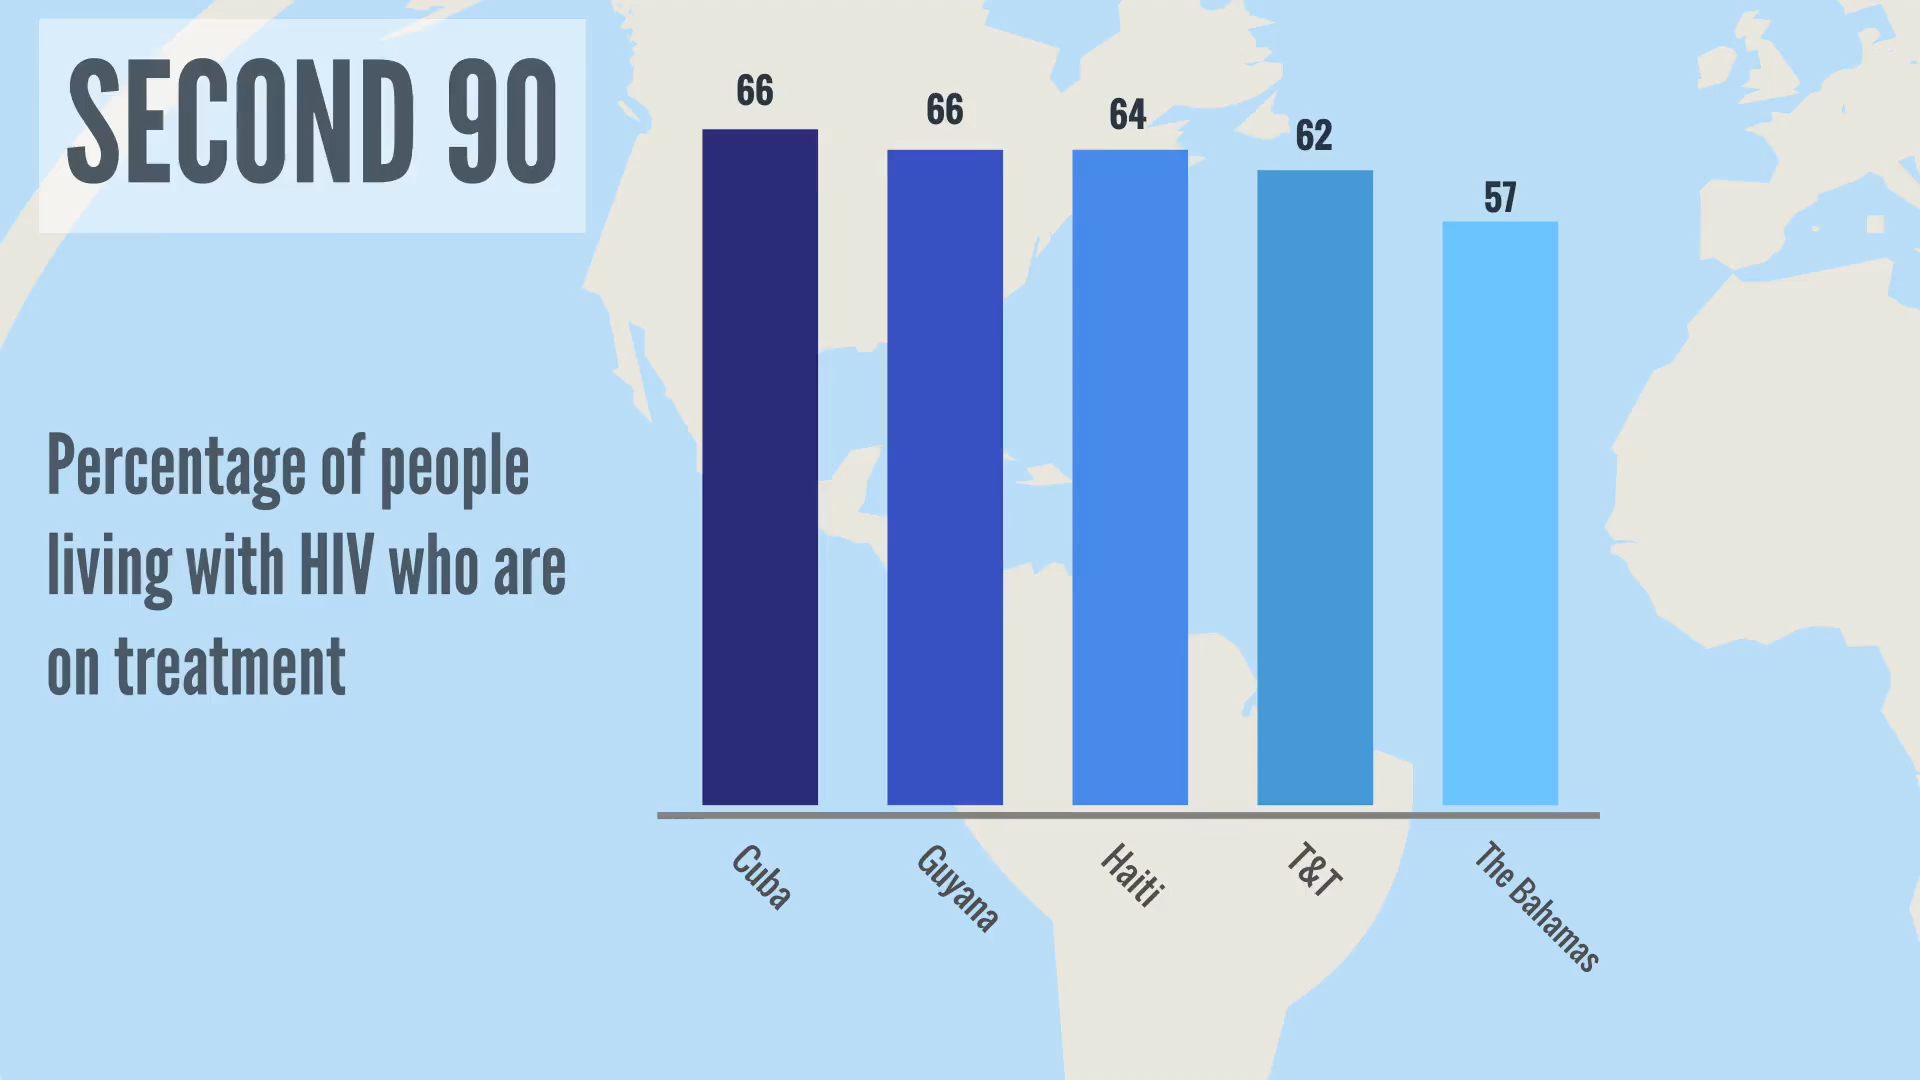 SECOND 90
Percentage of people
living with HIV who are
on treatment
66
66
64
62
57
Cuba
Guyana
Haiti
T&T
The Bahamas